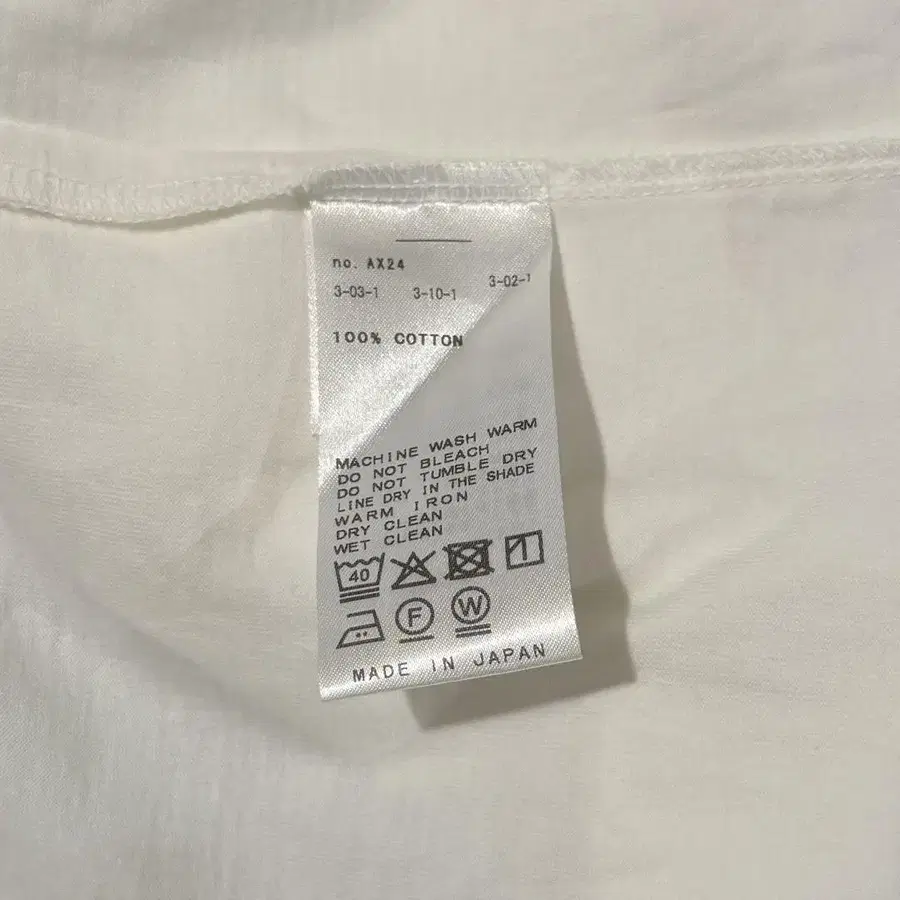 no. AX24
3-03-1 3-10-1 3-02-1
100% COTTON
MACHINE WASH WARM
DO NOT BLEACH
DO NOT TUMBLE DRY
LINE DRY IN THE SHADE
WARM IRON
DRY CLEAN
WET CLEAN
40
F W
MADE IN JAPAN